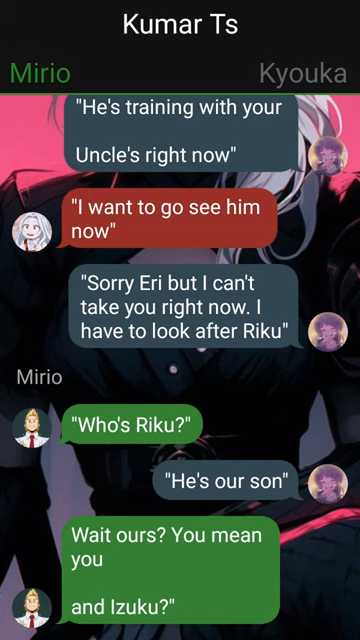 Kumar Ts
Mirio
Kyouka
"He's training with your
Uncle's right now"
"I want to go see him
now"
"Sorry Eri but I can't
take you right now. I
have to look after Riku"
Mirio
"Who's Riku?"
"He's our son"
Wait ours? You mean
you
and Izuku?"